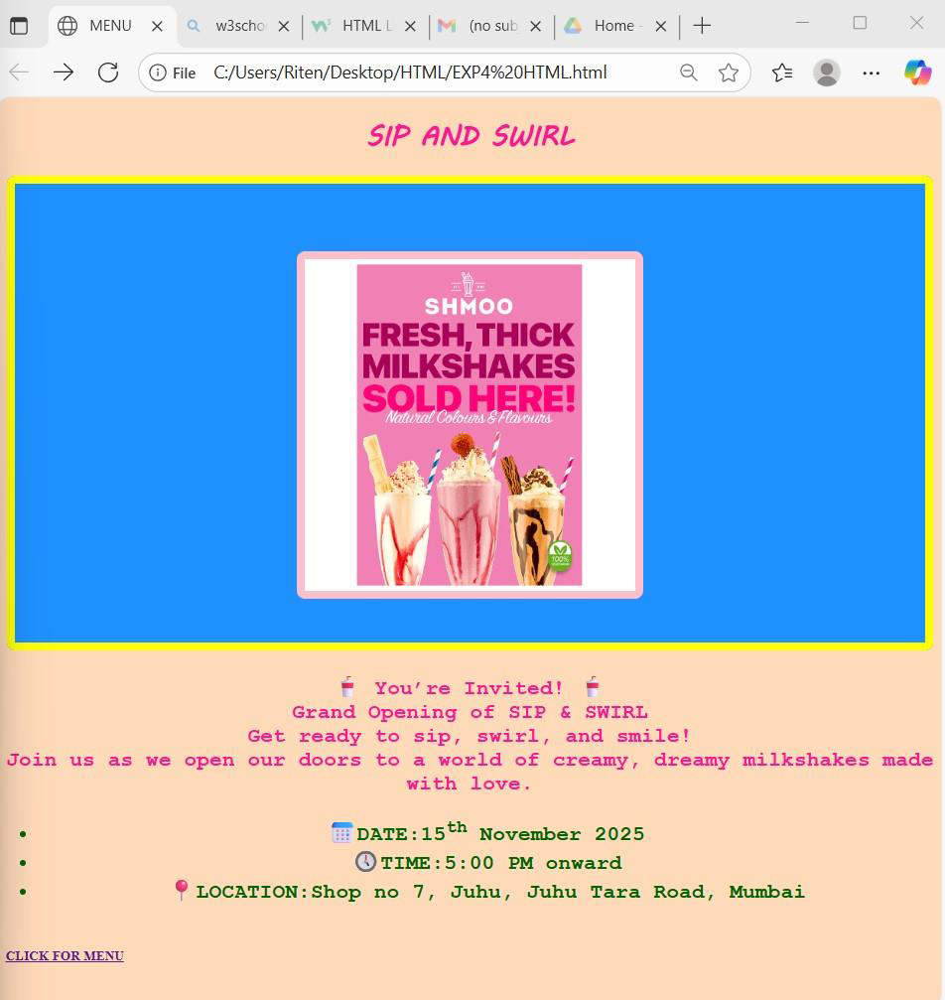 MENU
w3scho
HTML L
(no sub
Home -
File C:/Users/Riten/Desktop/HTML/EXP4%20HTML.html
SIP AND SWIRL
SHMOO
FRESH, THICK
MILKSHAKES
SOLD HERE!
Natural Colours & Flavours
100%
You’re Invited!
Grand Opening of SIP & SWIRL
Get ready to sip, swirl, and smile!
Join us as we open our doors to a world of creamy, dreamy milkshakes made
with love.
DATE:15th November 2025
TIME:5:00 PM onward
LOCATION:Shop no 7, Juhu, Juhu Tara Road, Mumbai
CLICK FOR MENU